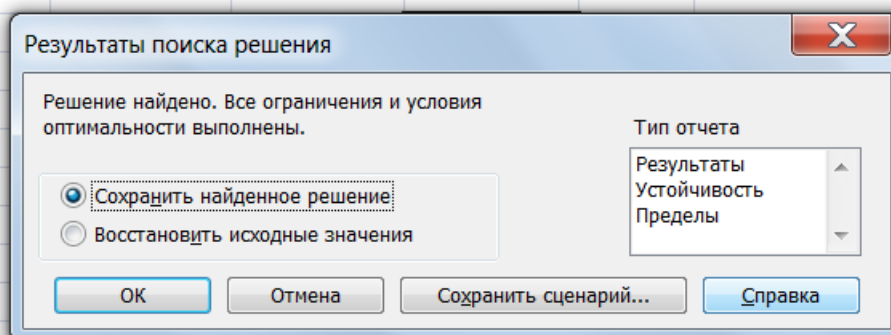 Результаты поиска решения
Решение найдено. Все ограничения и условия
оптимальности выполнены.
Тип отчета
Результаты
Устойчивость
Пределы
Сохранить найденное решение
Восстановить исходные значения
ОК
Отмена
Сохранить сценарий...
Справка